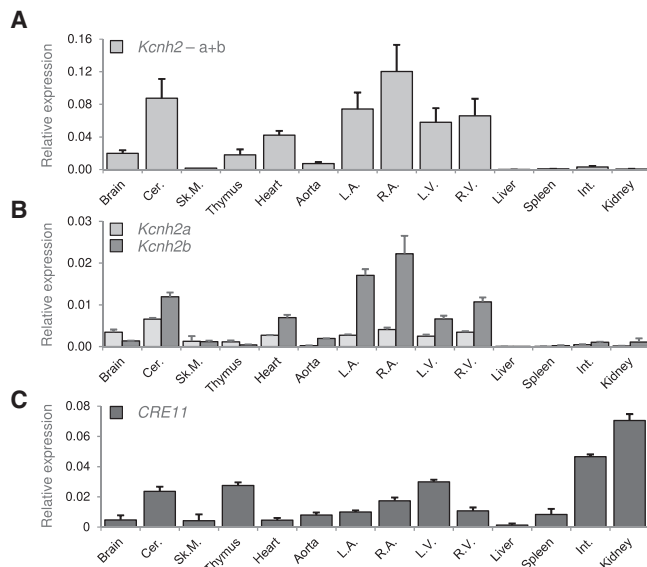 A
Kcnh2 – a+b
Relative expression
0.16
0.12
0.08
0.04
0.00
Brain Cer. Sk.M. Thymus Heart Aorta L.A. R.A. L.V. R.V. Liver Spleen Int. Kidney
B
Kcnh2a
Kcnh2b
Relative expression
0.03
0.02
0.01
0.00
Brain Cer. Sk.M. Thymus Heart Aorta L.A. R.A. L.V. R.V. Liver Spleen Int. Kidney
C
CRE11
Relative expression
0.08
0.06
0.04
0.02
0
Brain Cer. Sk.M. Thymus Heart Aorta L.A. R.A. L.V. R.V. Liver Spleen Int. Kidney